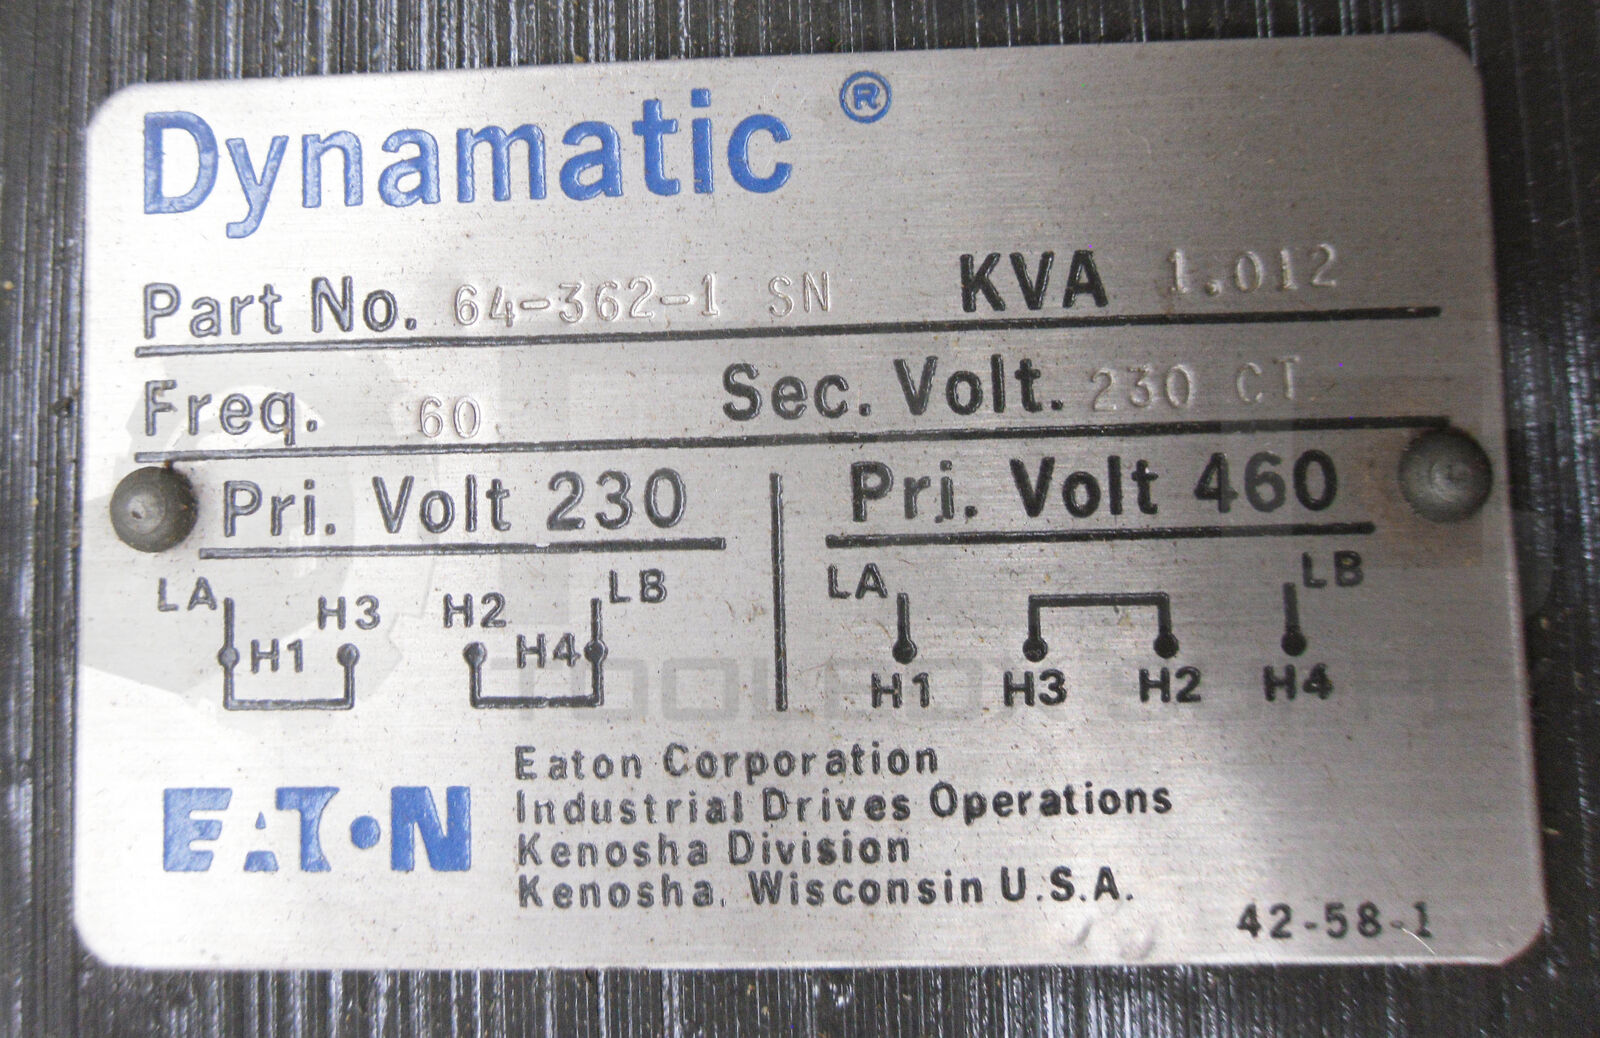 Dynamatic ®
Part No. 64-362-1 SN KVA 1.012
Freq. 60 Sec. Volt. 230 CT
Pri. Volt 230
LA H3 H2 LB
H1 H4
Pri. Volt 460
LA LB
H1 H3 H2 H4
EATON
Eaton Corporation
Industrial Drives Operations
Kenosha Division
Kenosha, Wisconsin U.S.A.
42-58-1